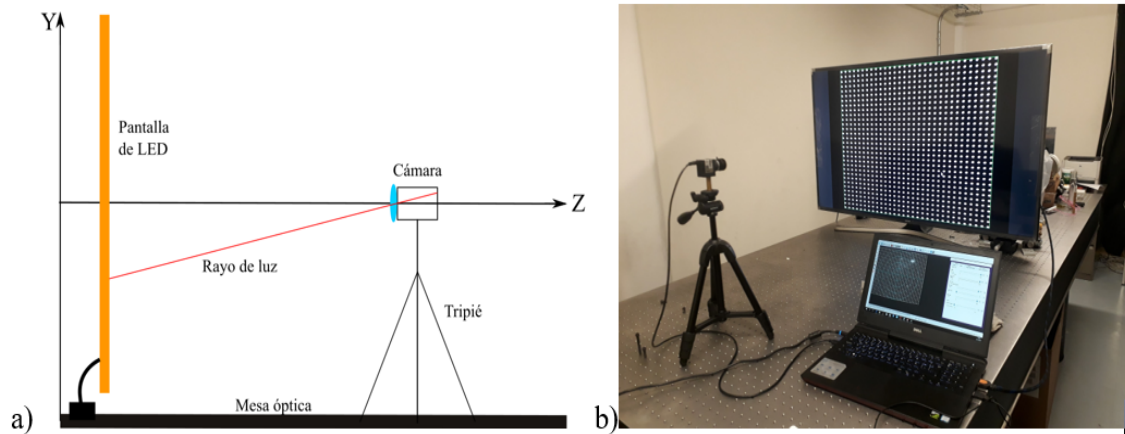 Y
Pantalla
de LED
Cámara
Z
Rayo de luz
Tripié
Mesa óptica
a)
b)